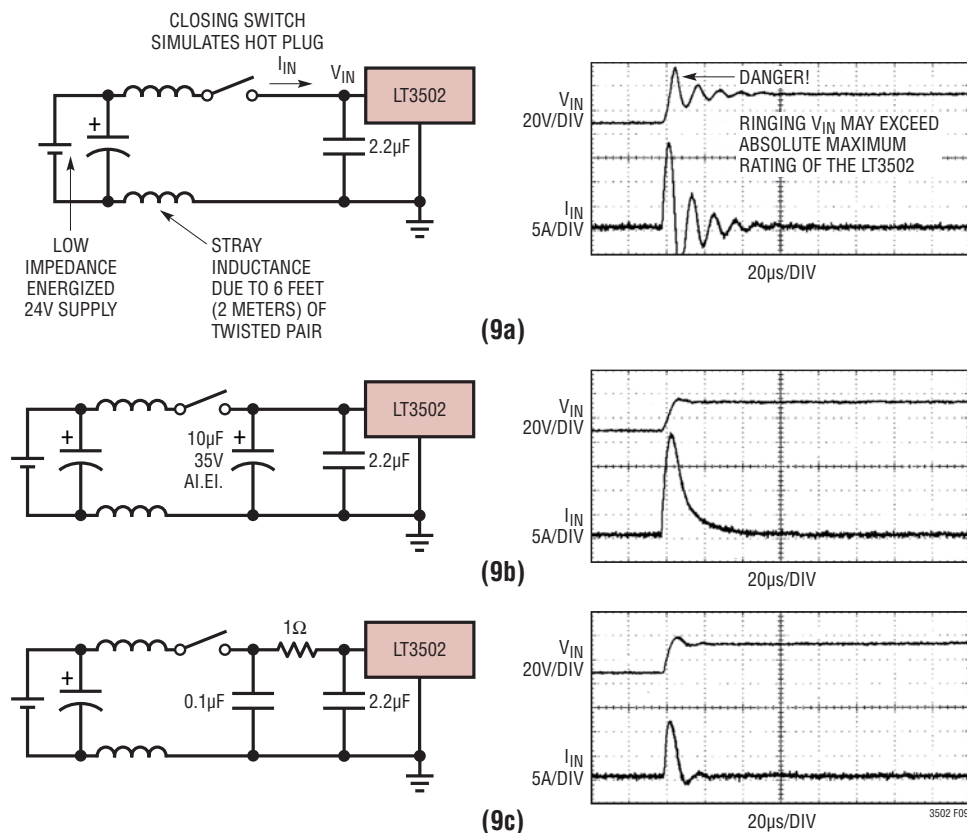 CLOSING SWITCH
SIMULATES HOT PLUG
I_IN
V_IN
LT3502
+
2.2µF
LOW
IMPEDANCE
ENERGIZED
24V SUPPLY
STRAY
INDUCTANCE
DUE TO 6 FEET
(2 METERS) OF
TWISTED PAIR
V_IN
20V/DIV
DANGER!
RINGING V_IN MAY EXCEED
ABSOLUTE MAXIMUM
RATING OF THE LT3502
I_IN
5A/DIV
20µs/DIV
(9a)
LT3502
+
10µF
35V
AI.EI.
+
2.2µF
V_IN
20V/DIV
I_IN
5A/DIV
20µs/DIV
(9b)
1Ω
LT3502
+
0.1µF
2.2µF
V_IN
20V/DIV
I_IN
5A/DIV
20µs/DIV
3502 F09
(9c)